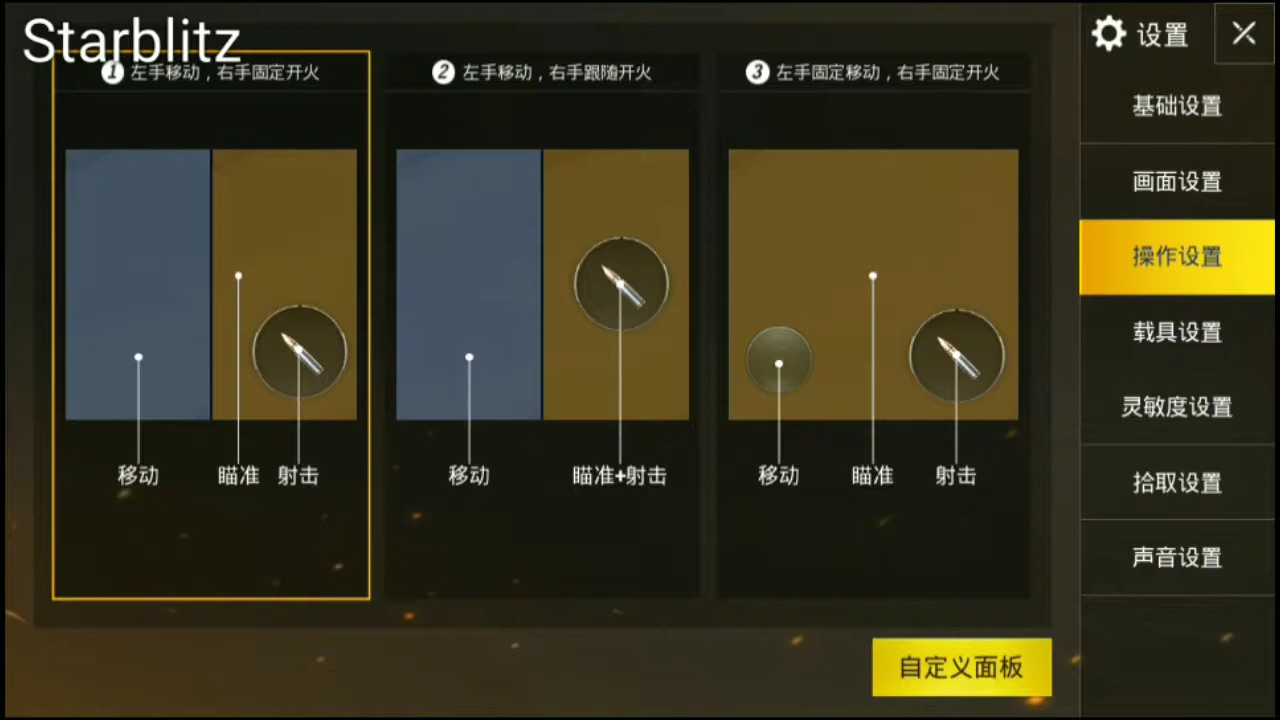 Starblitz
1 左手移动，右手固定开火
2 左手移动，右手跟随开火
3 左手固定移动，右手固定开火
移动 瞄准 射击
移动 瞄准+射击
移动 瞄准 射击
自定义面板
设置
基础设置
画面设置
操作设置
载具设置
灵敏度设置
拾取设置
声音设置